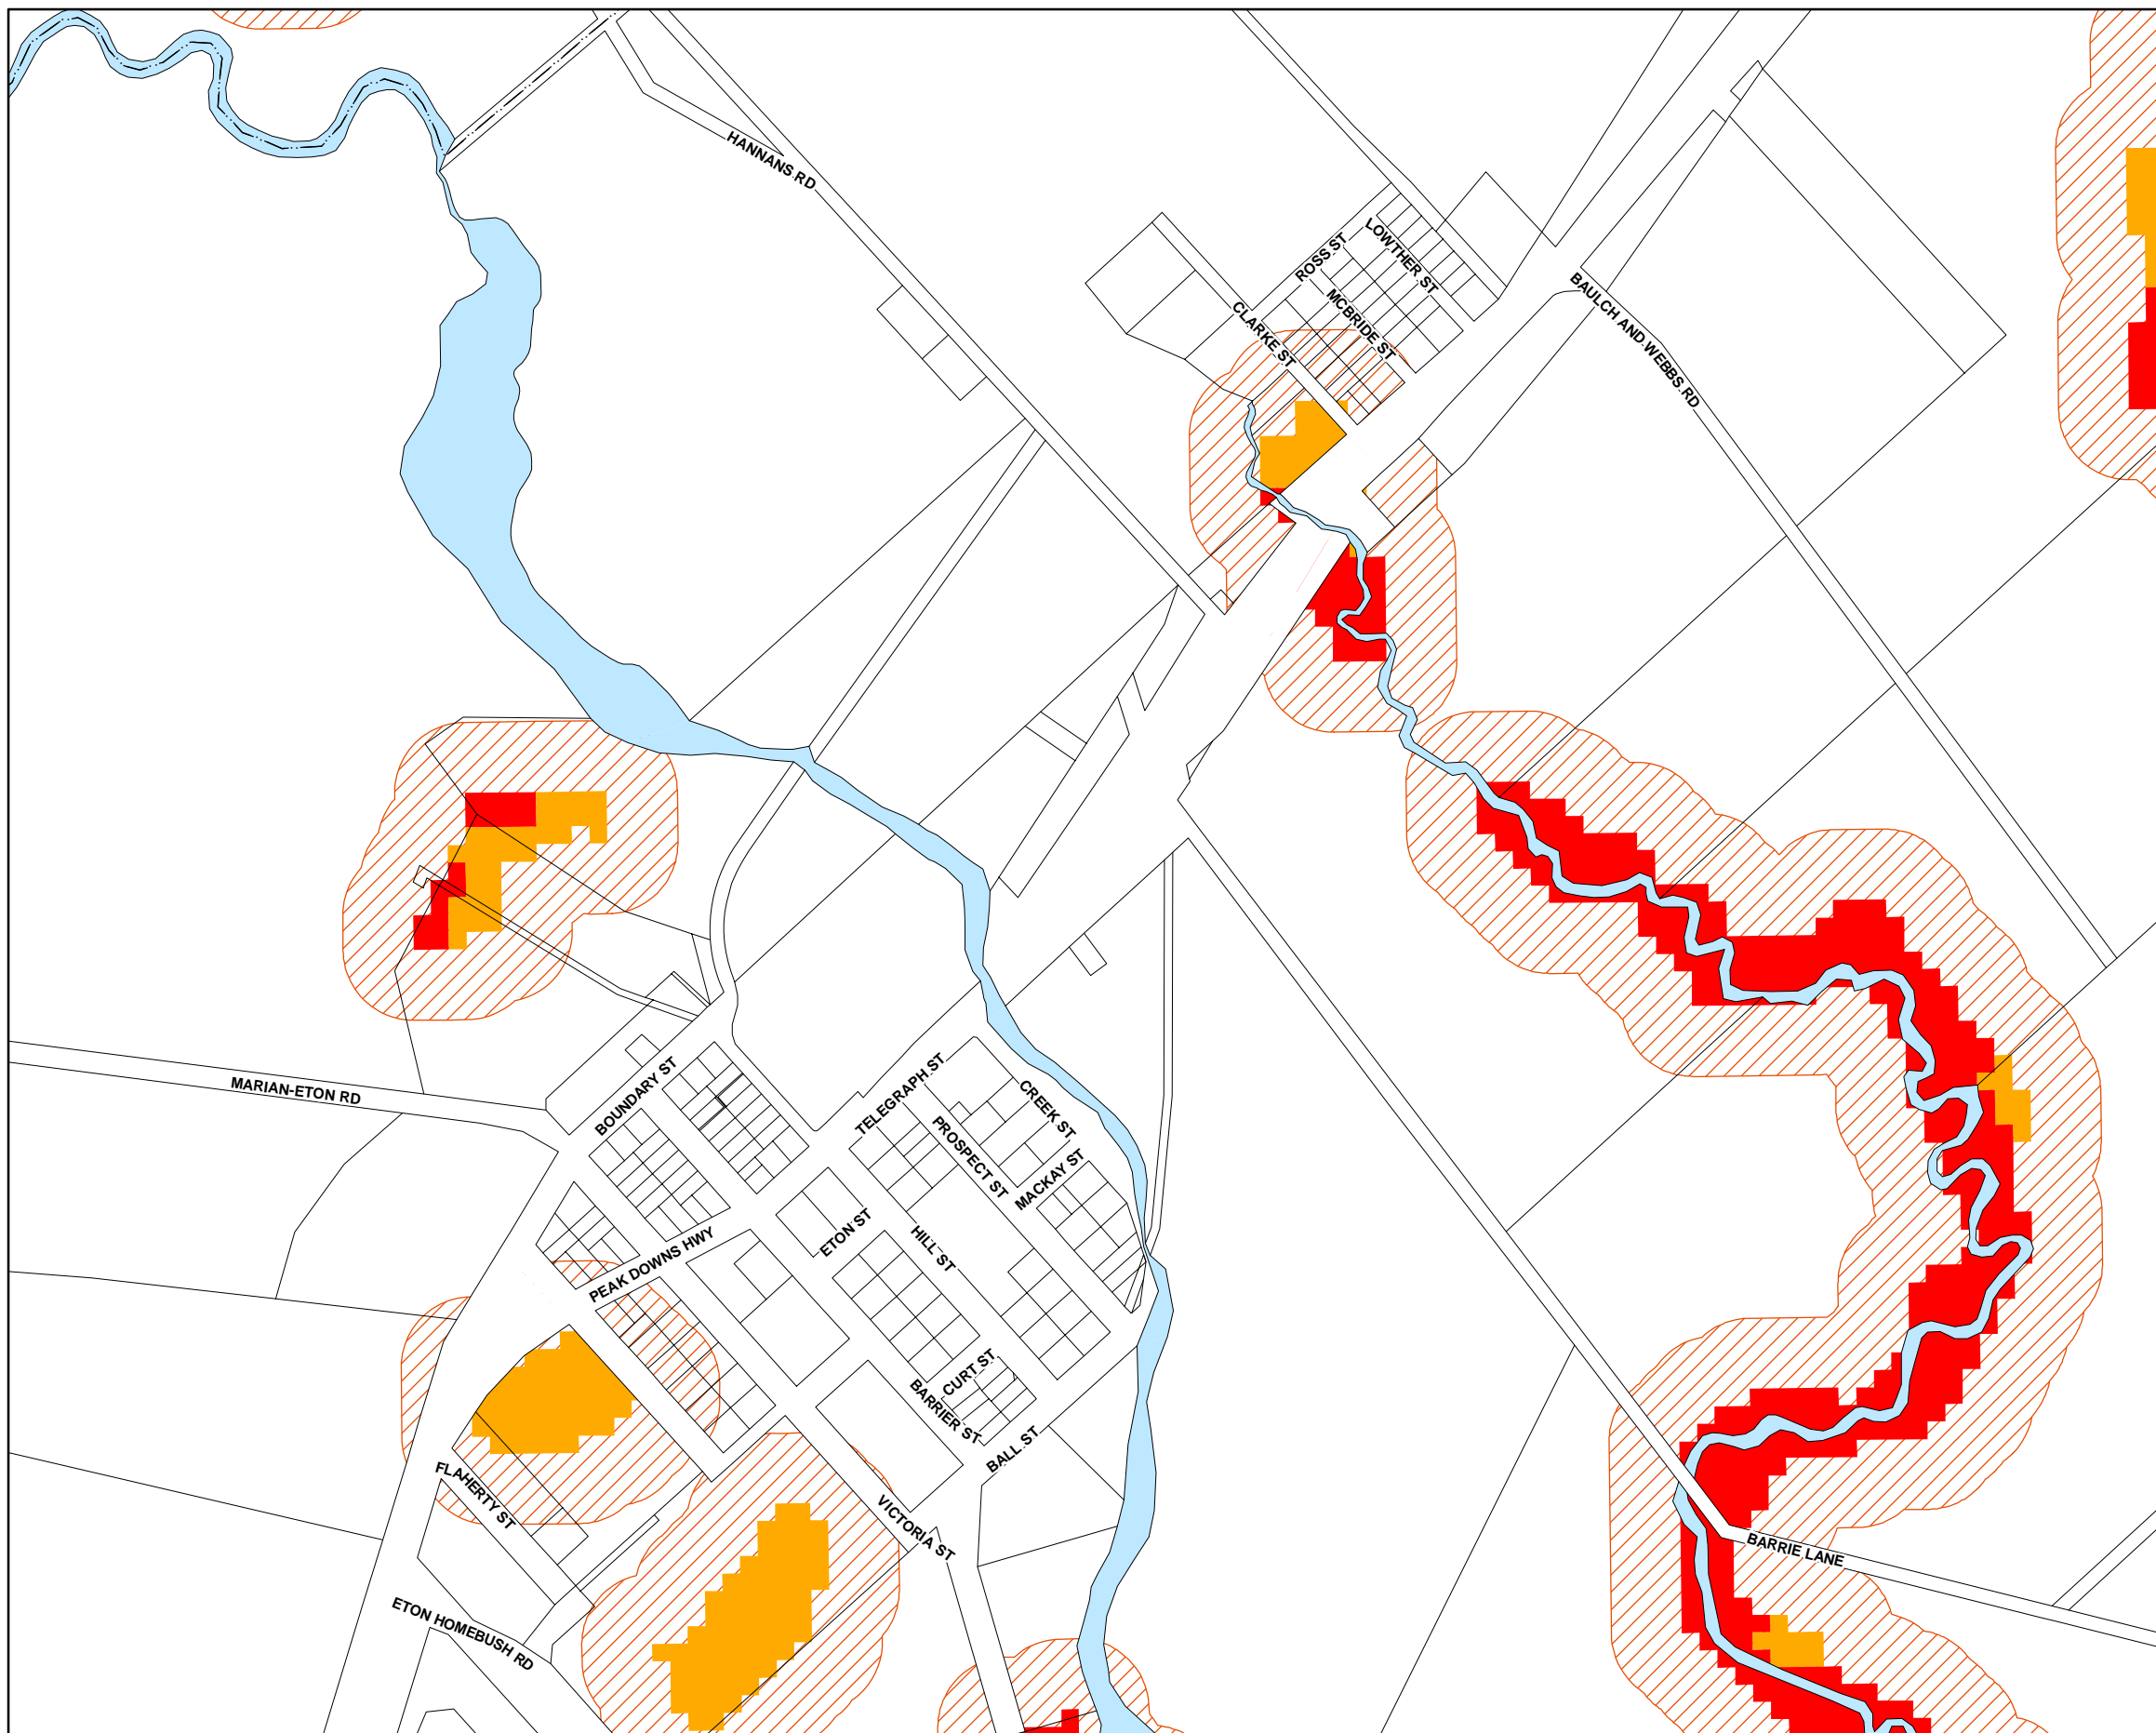 HANNANS RD
LOWTHER ST
ROSS ST
BAULCH AND WEBBS RD
MCBRIDE ST
CLARKE ST
MARIAN-ETON RD
BOUNDARY ST
TELEGRAPH ST
CREEK ST
PROSPECT ST
MACKAY ST
ETON ST
HILL ST
PEAK DOWNS HWY
CURT ST
BARRIER ST
BALL ST
FLAHERTY ST
VICTORIA ST
BARRIE LANE
ETON HOMEBUSH RD